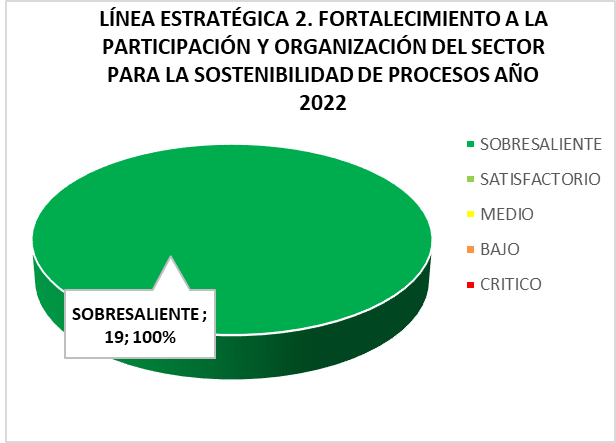 LÍNEA ESTRATÉGICA 2. FORTALECIMIENTO A LA
PARTICIPACIÓN Y ORGANIZACIÓN DEL SECTOR
PARA LA SOSTENIBILIDAD DE PROCESOS AÑO
2022
SOBRESALIENTE
SATISFACTORIO
MEDIO
BAJO
CRITICO
SOBRESALIENTE ;
19; 100%